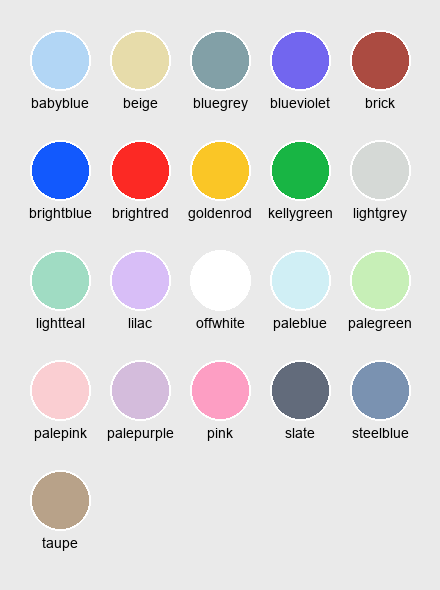 babyblue beige bluegrey blueviolet brick
brightblue brightred goldenrod kellygreen lightgrey
lightteal lilac offwhite paleblue palegreen
palepink palepurple pink slate steelblue
taupe